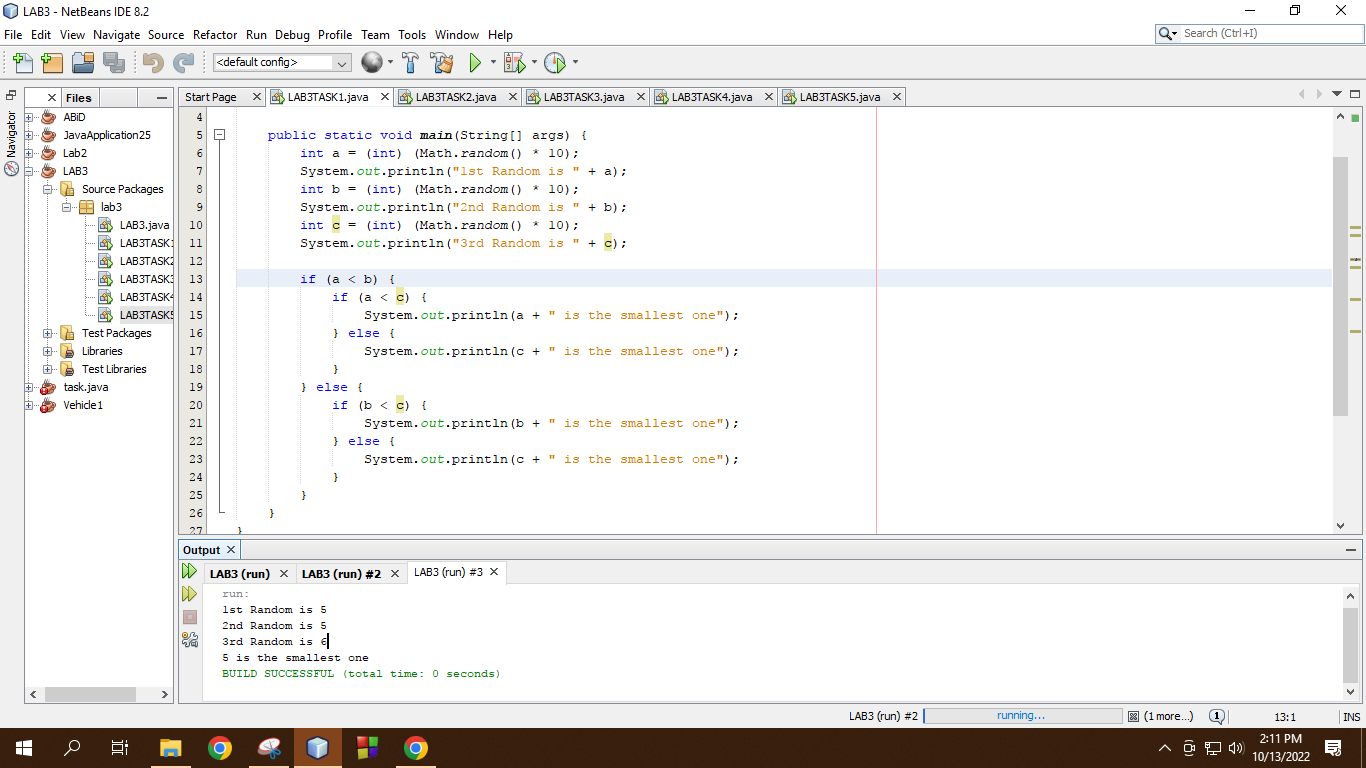 LAB3 - NetBeans IDE 8.2
File Edit View Navigate Source Refactor Run Debug Profile Team Tools Window Help
Search (Ctrl+I)
<default config>
Navigator
Files
ABiD
JavaApplication25
Lab2
LAB3
Source Packages
lab3
LAB3.java
LAB3TASK1
LAB3TASK2
LAB3TASK3
LAB3TASK4
LAB3TASK5
Test Packages
Libraries
Test Libraries
task.java
Vehicle1
Start Page LAB3TASK1.java LAB3TASK2.java LAB3TASK3.java LAB3TASK4.java LAB3TASK5.java
4
5 public static void main(String[] args) {
6 int a = (int) (Math.random() * 10);
7 System.out.println("1st Random is " + a);
8 int b = (int) (Math.random() * 10);
9 System.out.println("2nd Random is " + b);
10 int c = (int) (Math.random() * 10);
11 System.out.println("3rd Random is " + c);
12
13 if (a < b) {
14 if (a < c) {
15 System.out.println(a + " is the smallest one");
16 } else {
17 System.out.println(c + " is the smallest one");
18 }
19 } else {
20 if (b < c) {
21 System.out.println(b + " is the smallest one");
22 } else {
23 System.out.println(c + " is the smallest one");
24 }
25 }
26 }
27 }
Output
LAB3 (run) LAB3 (run) #2 LAB3 (run) #3
run:
1st Random is 5
2nd Random is 5
3rd Random is 6
5 is the smallest one
BUILD SUCCESSFUL (total time: 0 seconds)
LAB3 (run) #2 running... (1 more...) 1 13:1 INS
2:11 PM
10/13/2022